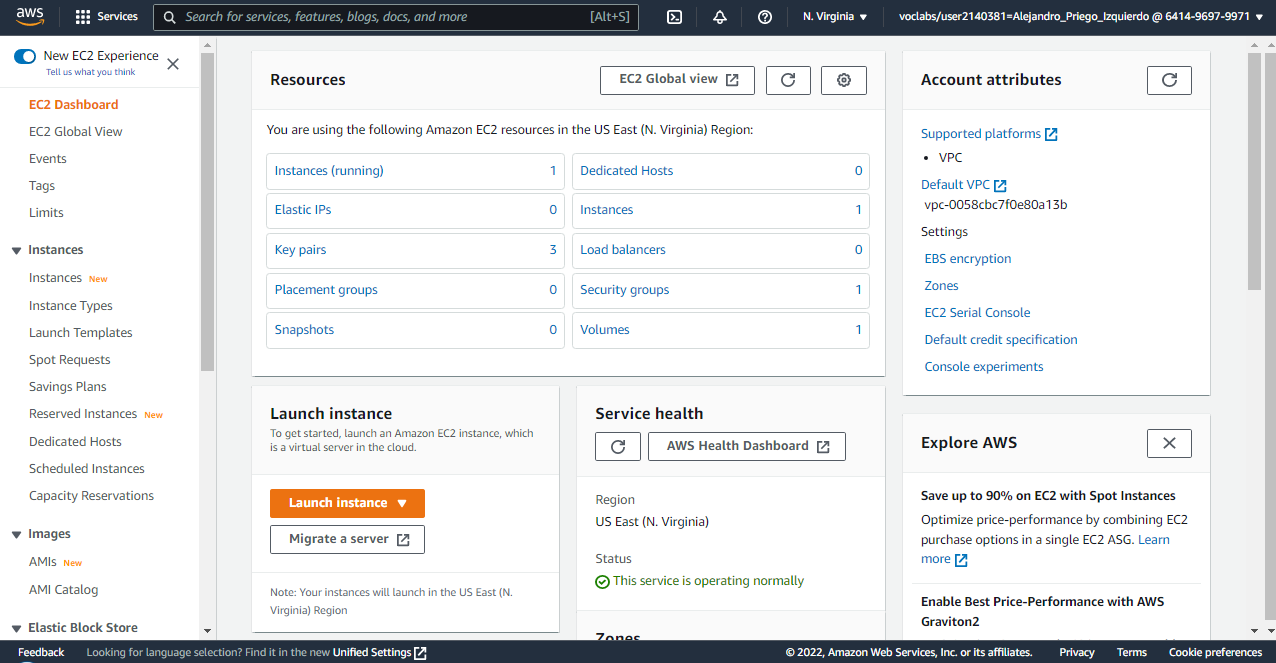 aws
Services
Search for services, features, blogs, docs, and more [Alt+S]
N. Virginia
voclabs/user2140381=Alejandro_Priego_Izquierdo @ 6414-9697-9971
New EC2 Experience
Tell us what you think
EC2 Dashboard
EC2 Global View
Events
Tags
Limits
Instances
Instances New
Instance Types
Launch Templates
Spot Requests
Savings Plans
Reserved Instances New
Dedicated Hosts
Scheduled Instances
Capacity Reservations
Images
AMIs New
AMI Catalog
Elastic Block Store
Resources
EC2 Global view
You are using the following Amazon EC2 resources in the US East (N. Virginia) Region:
Instances (running) 1
Dedicated Hosts 0
Elastic IPs 0
Instances 1
Key pairs 3
Load balancers 0
Placement groups 0
Security groups 1
Snapshots 0
Volumes 1
Launch instance
To get started, launch an Amazon EC2 instance, which
is a virtual server in the cloud.
Launch instance
Migrate a server
Note: Your instances will launch in the US East (N.
Virginia) Region
Service health
AWS Health Dashboard
Region
US East (N. Virginia)
Status
This service is operating normally
Zones
Account attributes
Supported platforms
• VPC
Default VPC
vpc-0058cbc7f0e80a13b
Settings
EBS encryption
Zones
EC2 Serial Console
Default credit specification
Console experiments
Explore AWS
Save up to 90% on EC2 with Spot Instances
Optimize price-performance by combining EC2
purchase options in a single EC2 ASG. Learn
more
Enable Best Price-Performance with AWS
Graviton2
Feedback
Looking for language selection? Find it in the new Unified Settings
© 2022, Amazon Web Services, Inc. or its affiliates.
Privacy
Terms
Cookie preferences